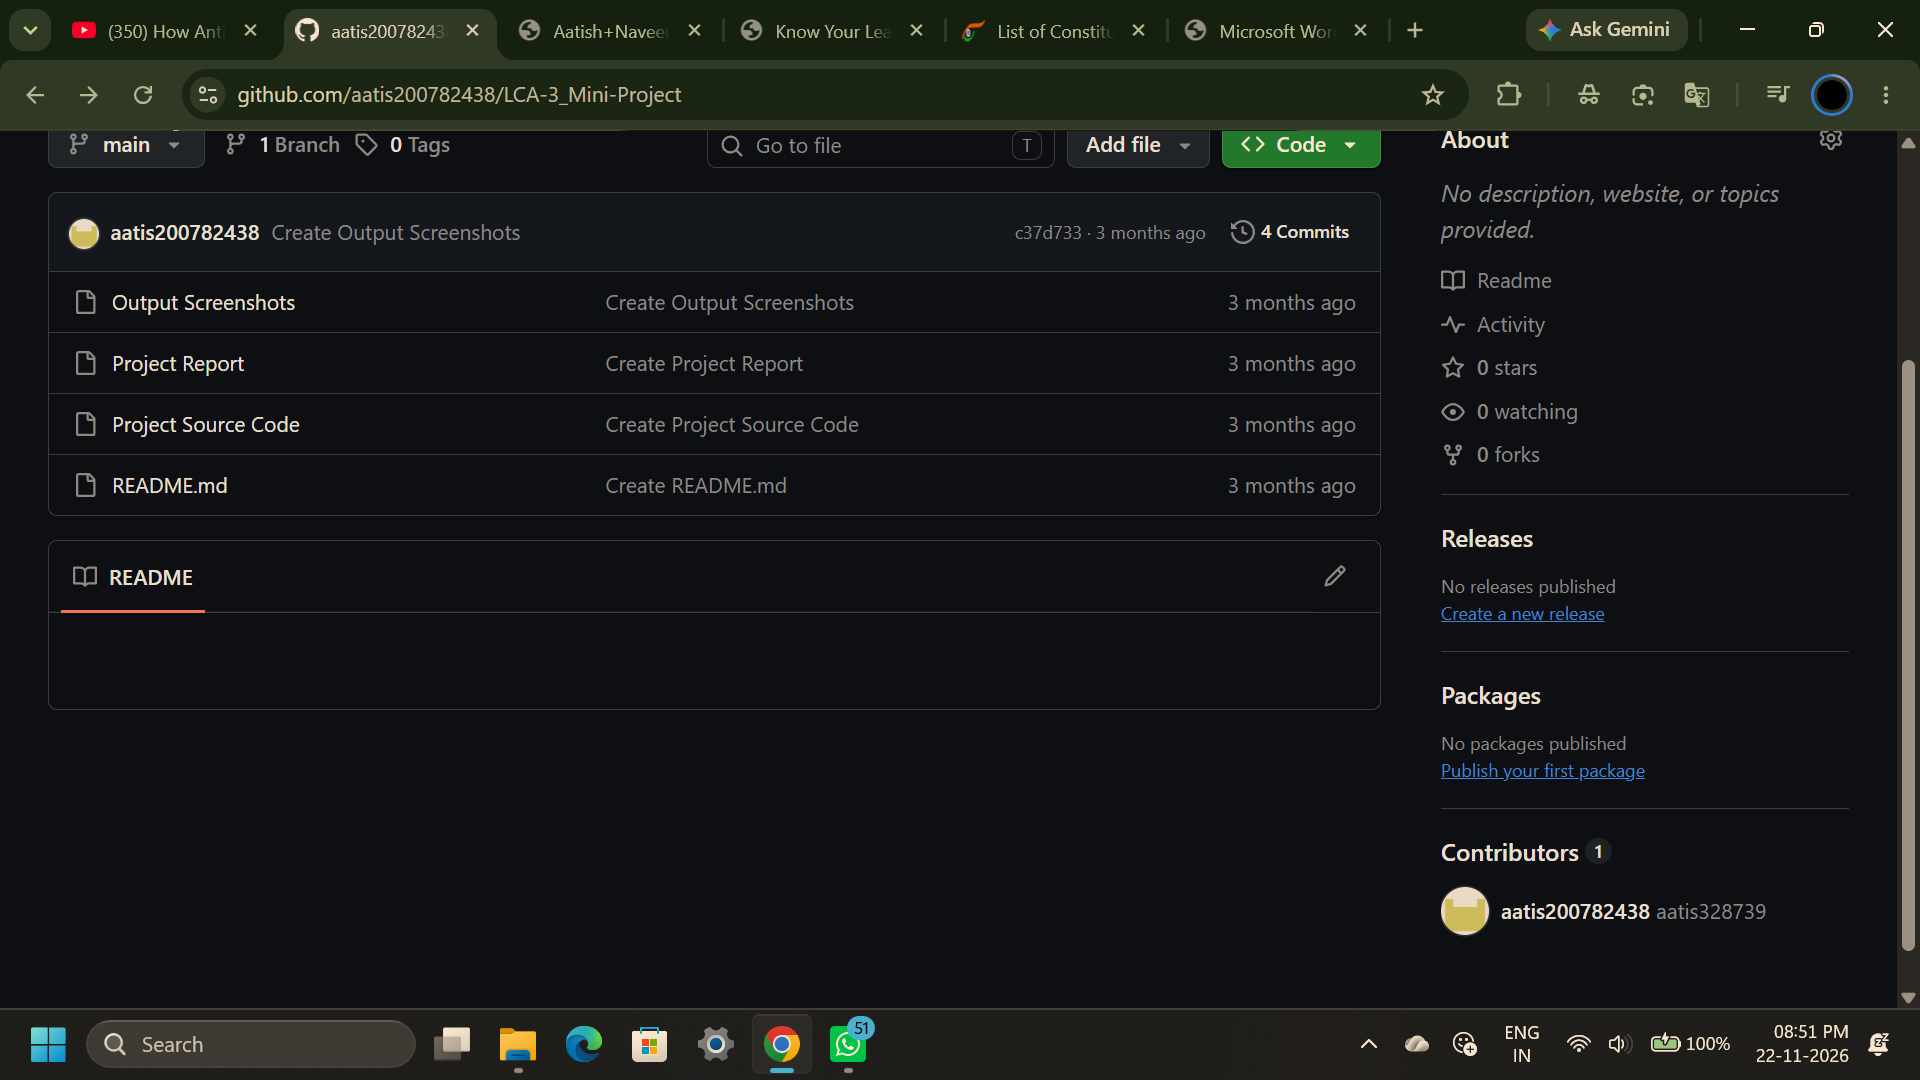 (350) How Anti
aatis200782438
Aatish+Naveen
Know Your Lea
List of Constitu
Microsoft Wor
Ask Gemini
github.com/aatis200782438/LCA-3_Mini-Project
main
1 Branch
0 Tags
Go to file
T
Add file
Code
About
No description, website, or topics
provided.
aatis200782438 Create Output Screenshots
c37d733 · 3 months ago
4 Commits
Output Screenshots
Create Output Screenshots
3 months ago
Project Report
Create Project Report
3 months ago
Project Source Code
Create Project Source Code
3 months ago
README.md
Create README.md
3 months ago
README
Readme
Activity
0 stars
0 watching
0 forks
Releases
No releases published
Create a new release
Packages
No packages published
Publish your first package
Contributors 1
aatis200782438 aatis328739
Search
51
ENG
IN
100%
08:51 PM
22-11-2026